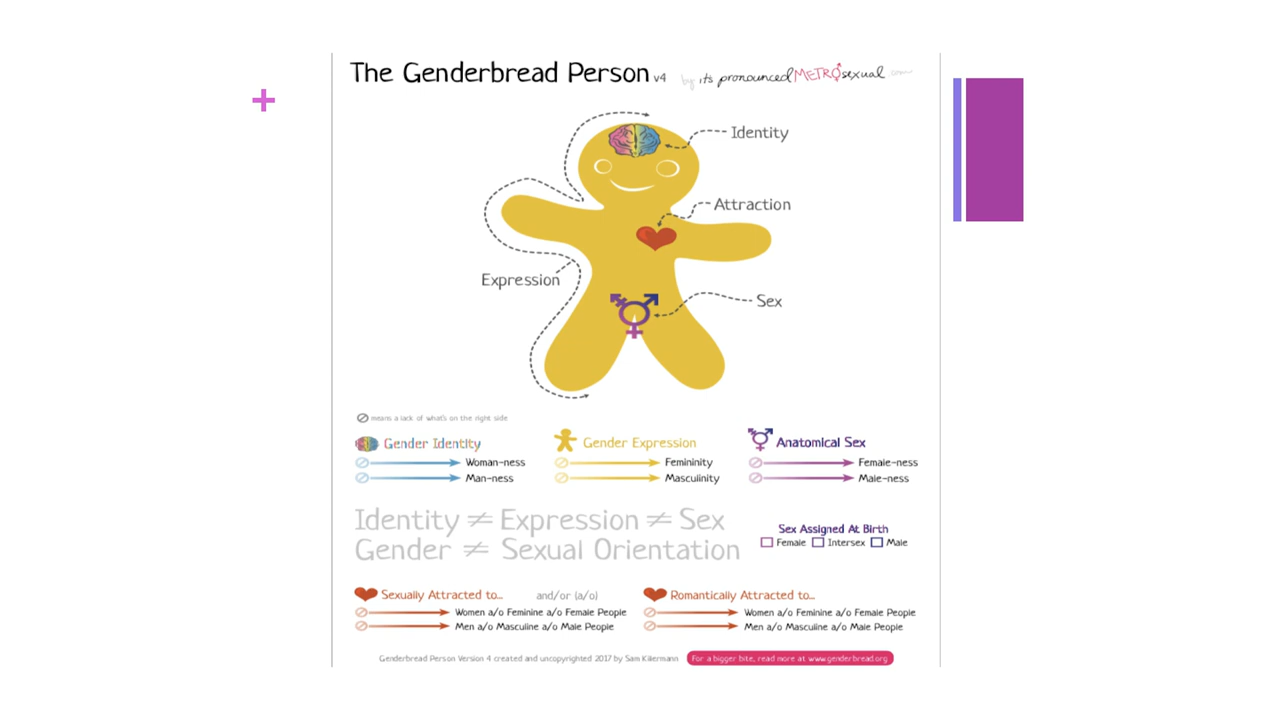 The Genderbread Person v4 by it's pronounced METROsexual com
Identity
Attraction
Expression
Sex
means a lack of what's on the right side
Gender Identity
Woman-ness
Man-ness
Gender Expression
Femininity
Masculinity
Anatomical Sex
Female-ness
Male-ness
Identity ≠ Expression ≠ Sex
Gender ≠ Sexual Orientation
Sex Assigned At Birth
Female Intersex Male
Sexually Attracted to... and/or (a/o)
Women a/o Feminine a/o Female People
Men a/o Masculine a/o Male People
Romantically Attracted to...
Women a/o Feminine a/o Female People
Men a/o Masculine a/o Male People
Genderbread Person Version 4 created and uncopyrighted 2017 by Sam Killermann
For a bigger bite, read more at www.genderbread.org